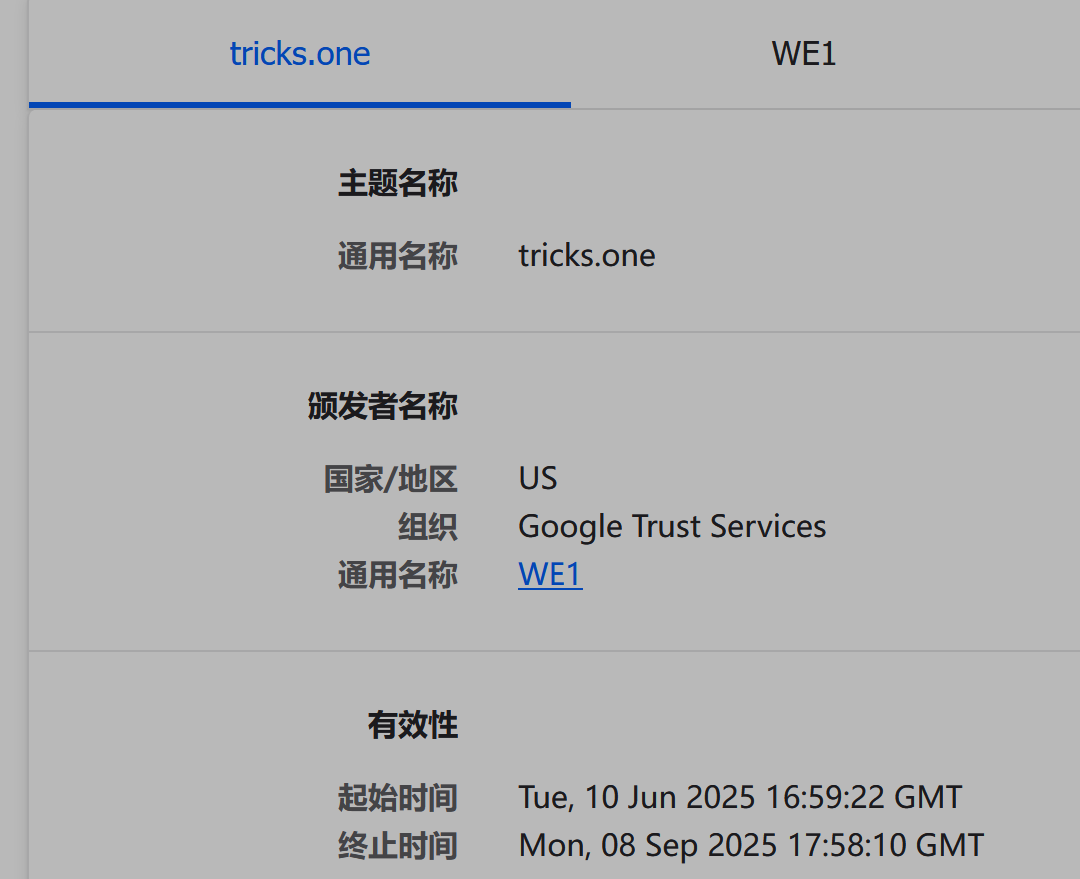 tricks.one WE1
主题名称
通用名称 tricks.one
颁发者名称
国家/地区 US
组织 Google Trust Services
通用名称 WE1
有效性
起始时间 Tue, 10 Jun 2025 16:59:22 GMT
终止时间 Mon, 08 Sep 2025 17:58:10 GMT